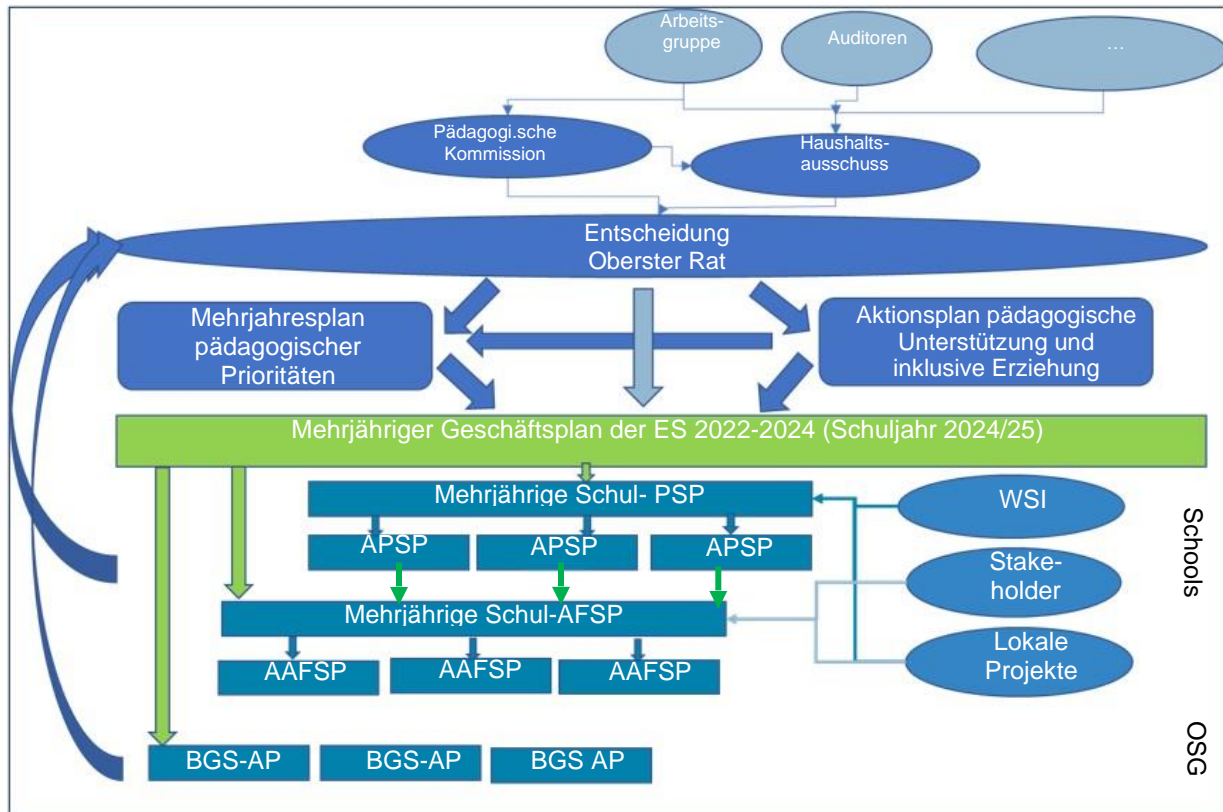 Arbeits-
gruppe
Auditoren
...
Pädagogi.sche
Kommission
Haushalts-
ausschuss
Entscheidung
Oberster Rat
Mehrjahresplan
pädagogischer
Prioritäten
Aktionsplan pädagogische
Unterstützung und
inklusive Erziehung
Mehrjähriger Geschäftsplan der ES 2022-2024 (Schuljahr 2024/25)
Mehrjährige Schul- PSP
WSI
APSP
APSP
APSP
Stake-
holder
Schools
Mehrjährige Schul-AFSP
Lokale
Projekte
AAFSP
AAFSP
AAFSP
BGS-AP
BGS-AP
BGS AP
OSG